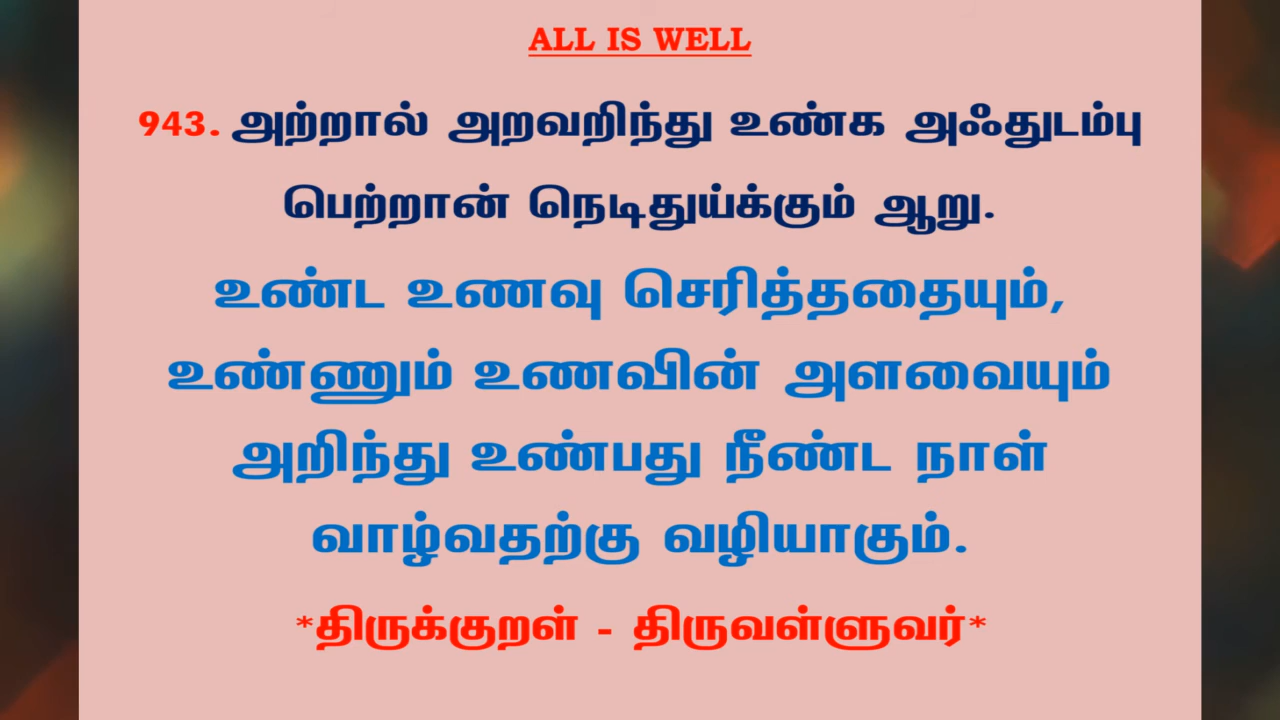 ALL IS WELL
943. அற்றால் அறவறிந்து உண்க அஃதுடம்பு
பெற்றான் நெடிதுய்க்கும் ஆறு.
உண்ட உணவு செரித்ததையும்,
உண்ணும் உணவின் அளவையும்
அறிந்து உண்பது நீண்ட நாள்
வாழ்வதற்கு வழியாகும்.
*திருக்குறள் - திருவள்ளுவர்*